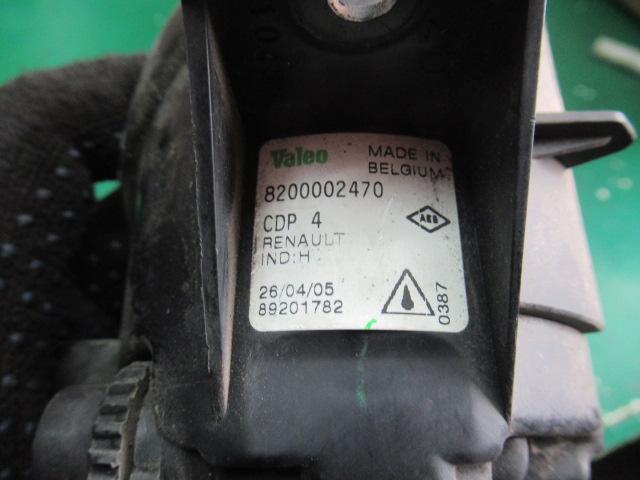 Valeo
MADE IN
BELGIUM
8200002470
CDP 4
RENAULT
IND:H
26/04/05
89201782
0387